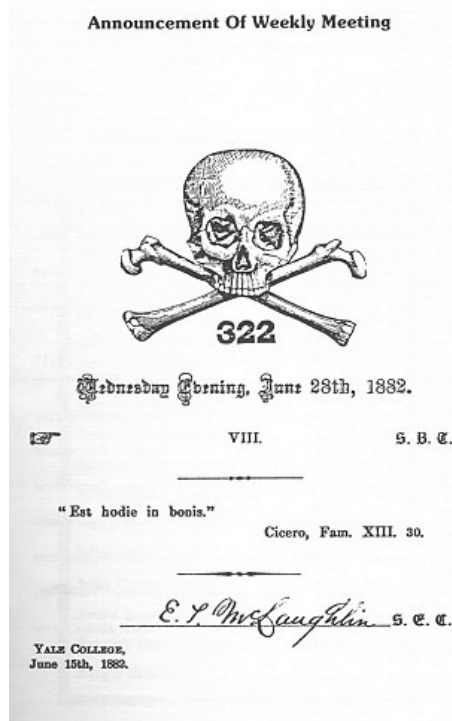 Announcement Of Weekly Meeting
322
Wednesday Evening, June 28th, 1882.
VIII. S. B. T.
"Est hodie in bonis."
Cicero, Fam. XIII. 30.
E. T. McLaughlin S. E. C.
YALE COLLEGE,
June 15th, 1882.